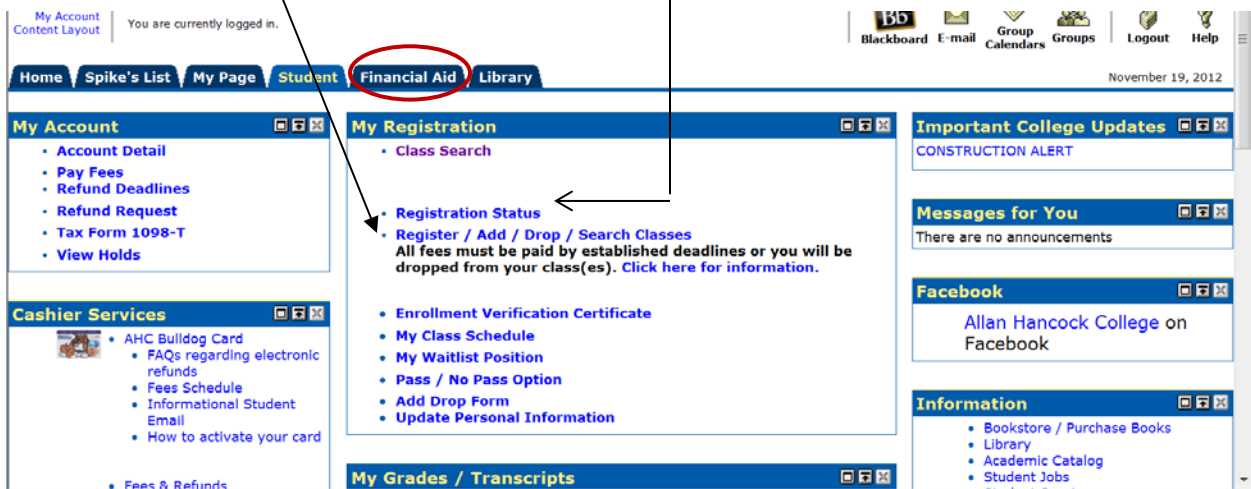 My Account
Content Layout
You are currently logged in.
Bb
Blackboard
E-mail
Group
Calendars
Groups
Logout
Help
Home
Spike's List
My Page
Student
Financial Aid
Library
November 19, 2012
My Account
• Account Detail
• Pay Fees
• Refund Deadlines
• Refund Request
• Tax Form 1098-T
• View Holds
Cashier Services
• AHC Bulldog Card
• FAQs regarding electronic
refunds
• Fees Schedule
• Informational Student
Email
• How to activate your card
• Fees & Refunds
My Registration
• Class Search
• Registration Status
• Register / Add / Drop / Search Classes
All fees must be paid by established deadlines or you will be
dropped from your class(es). Click here for information.
• Enrollment Verification Certificate
• My Class Schedule
• My Waitlist Position
• Pass / No Pass Option
• Add Drop Form
• Update Personal Information
My Grades / Transcripts
Important College Updates
CONSTRUCTION ALERT
Messages for You
There are no announcements
Facebook
Allan Hancock College on
Facebook
Information
• Bookstore / Purchase Books
• Library
• Academic Catalog
• Student Jobs